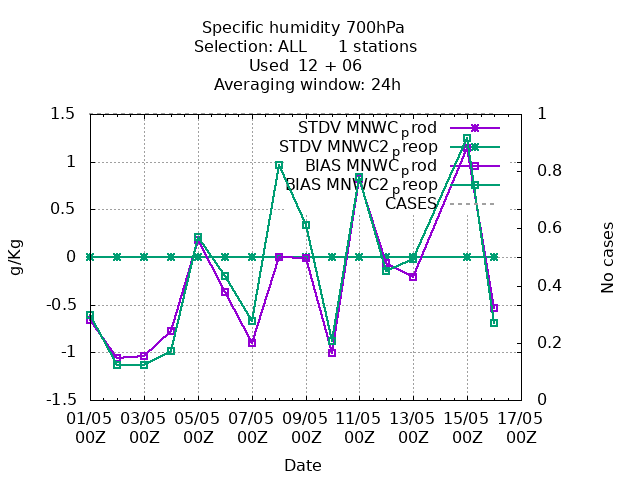 Specific humidity 700hPa
Selection: ALL 1 stations
Used 12 + 06
Averaging window: 24h
STDV MNWC_prod
STDV MNWC2_preop
BIAS MNWC_prod
BIAS MNWC2_preop
CASES
1.5
1
0.5
0
-0.5
-1
-1.5
g/Kg
1
0.8
0.6
0.4
0.2
0
No cases
01/05 03/05 05/05 07/05 09/05 11/05 13/05 15/05 17/05
00Z 00Z 00Z 00Z 00Z 00Z 00Z 00Z 00Z
Date